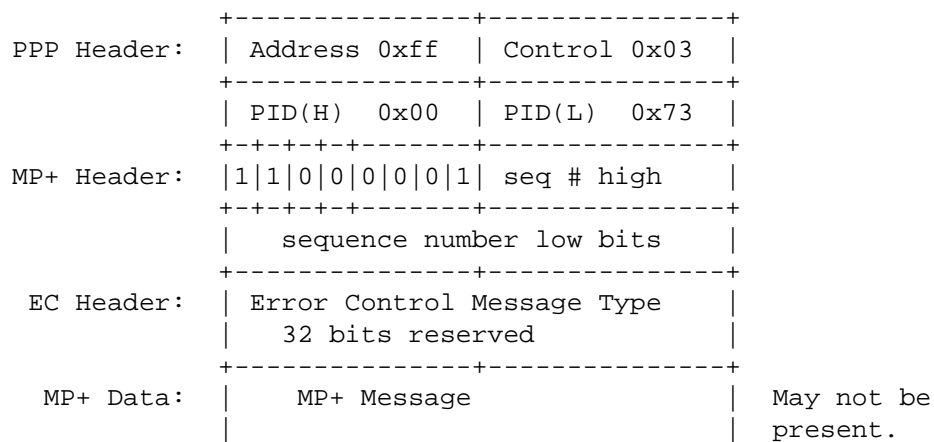 +---------------+---------------+
PPP Header:   | Address 0xff  | Control 0x03  |
              +---------------+---------------+
              | PID(H)  0x00  | PID(L)  0x73  |
              +-+-+-+-+-------+---------------+
MP+ Header:   |1|1|0|0|0|0|0|1| seq # high    |
              +-+-+-+-+-------+---------------+
              |   sequence number low bits    |
              +---------------+---------------+
 EC Header:   | Error Control Message Type    |
              |   32 bits reserved            |
              +---------------+---------------+
  MP+ Data:   |    MP+ Message                |  May not be
              |                               |  present.